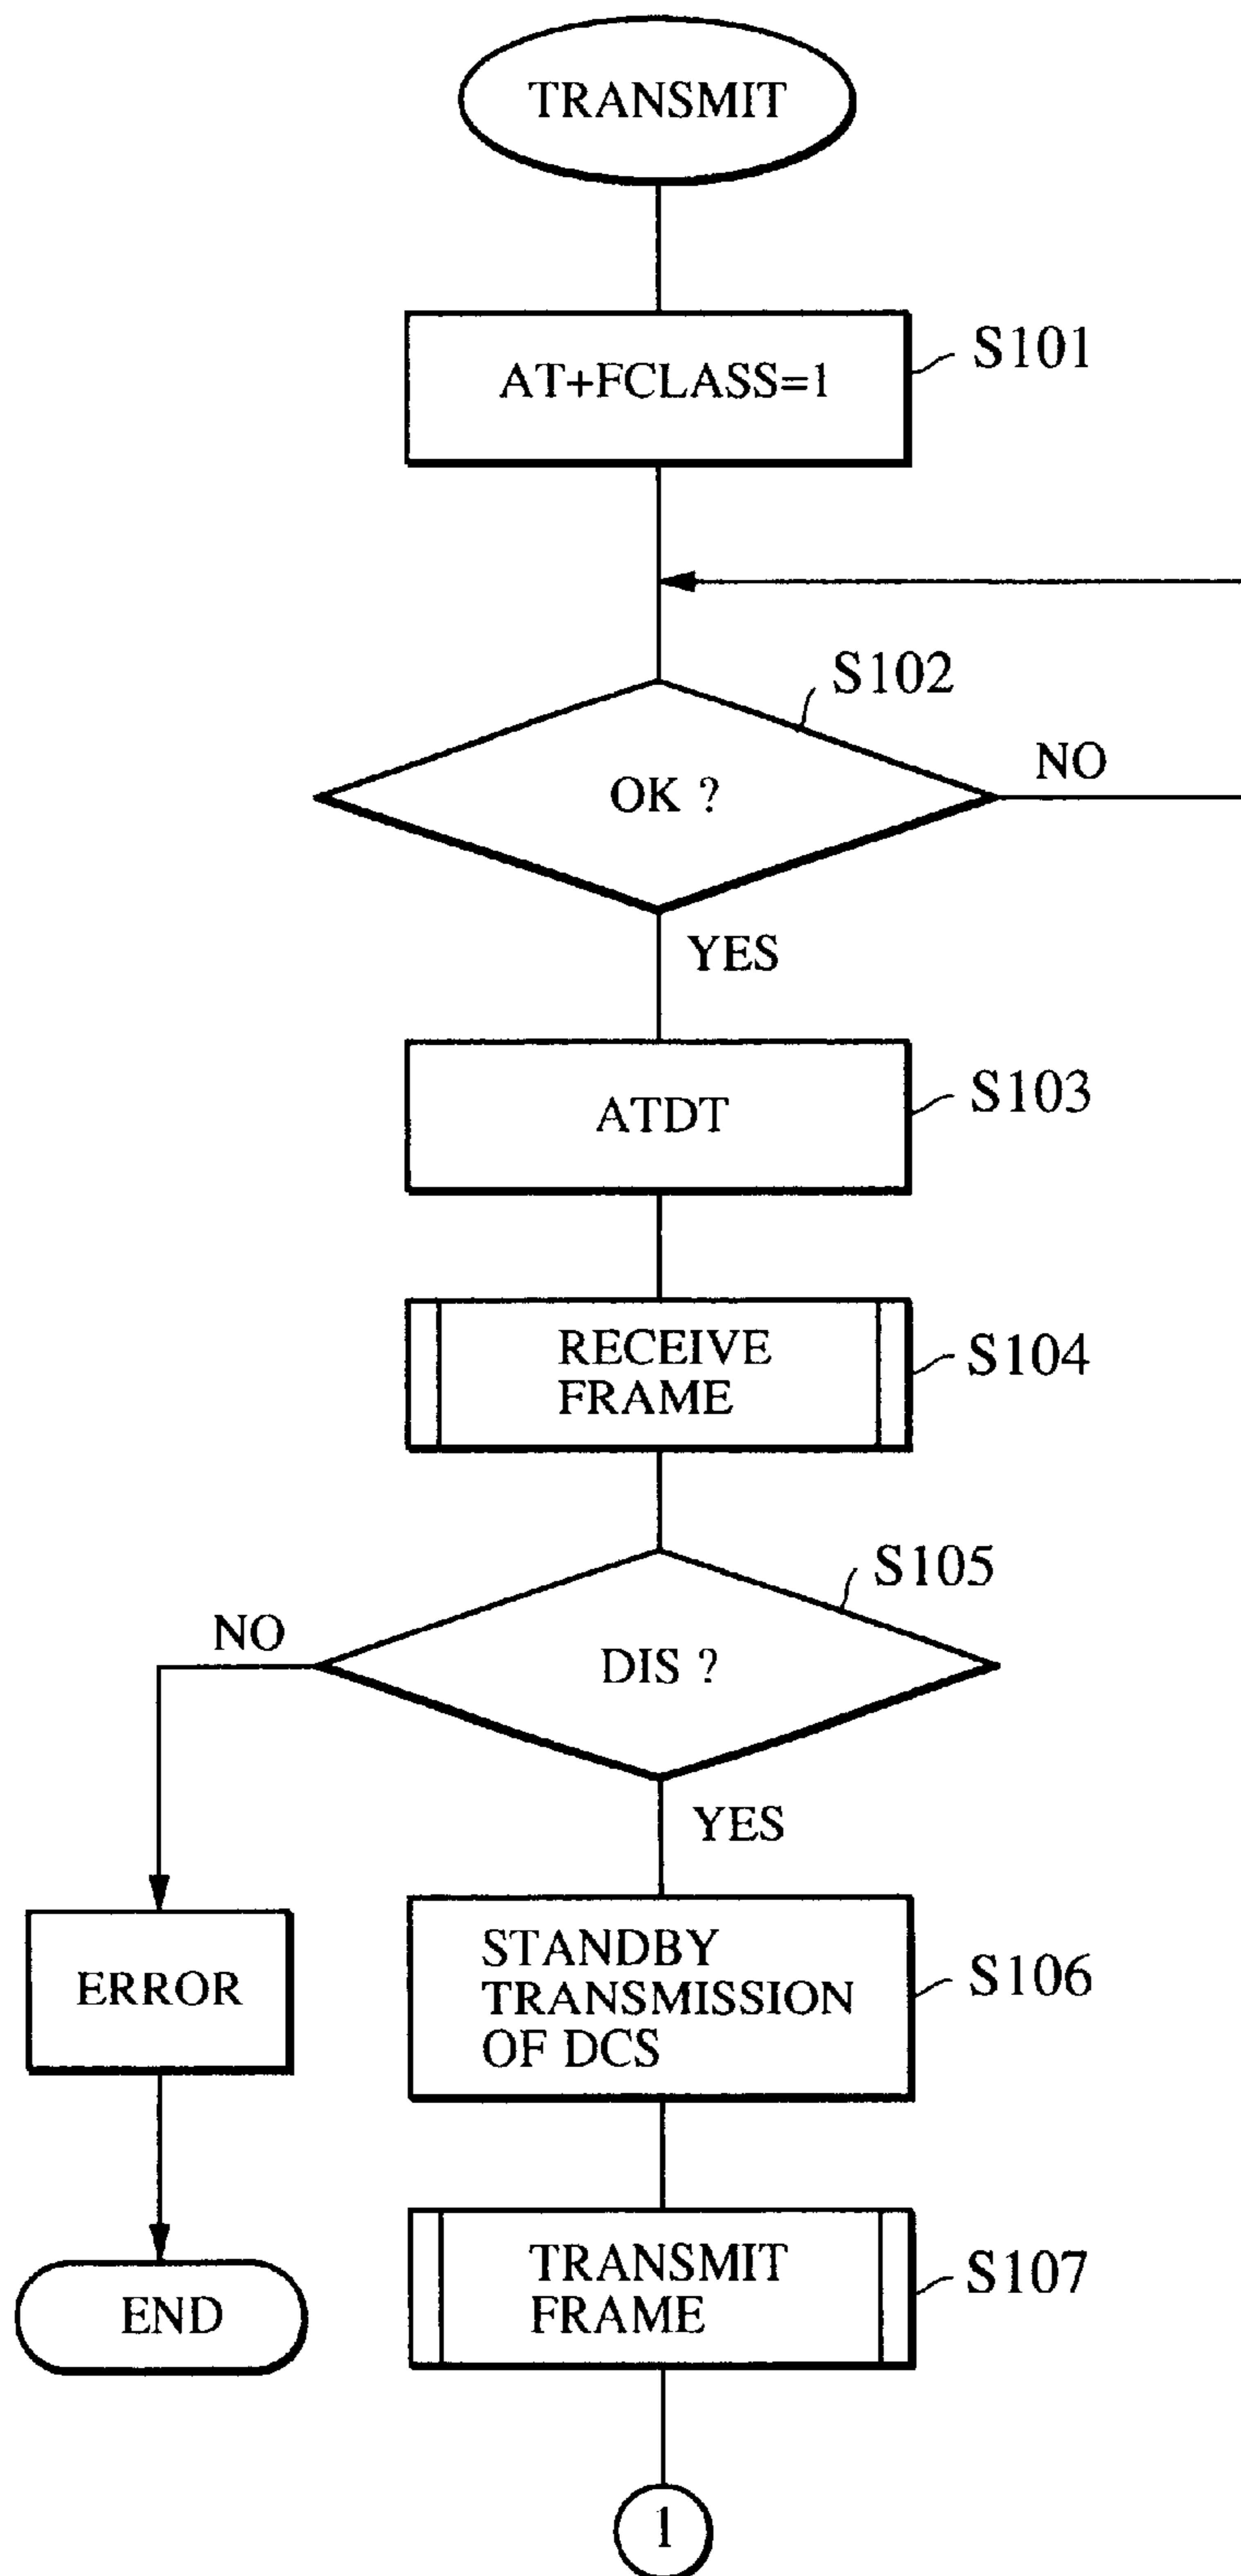 TRANSMIT
AT+FCLASS=1
S101
S102
OK ?
NO
YES
ATDT
S103
RECEIVE
FRAME
S104
S105
NO
DIS ?
YES
ERROR
STANDBY
TRANSMISSION
OF DCS
S106
END
TRANSMIT
FRAME
S107
1